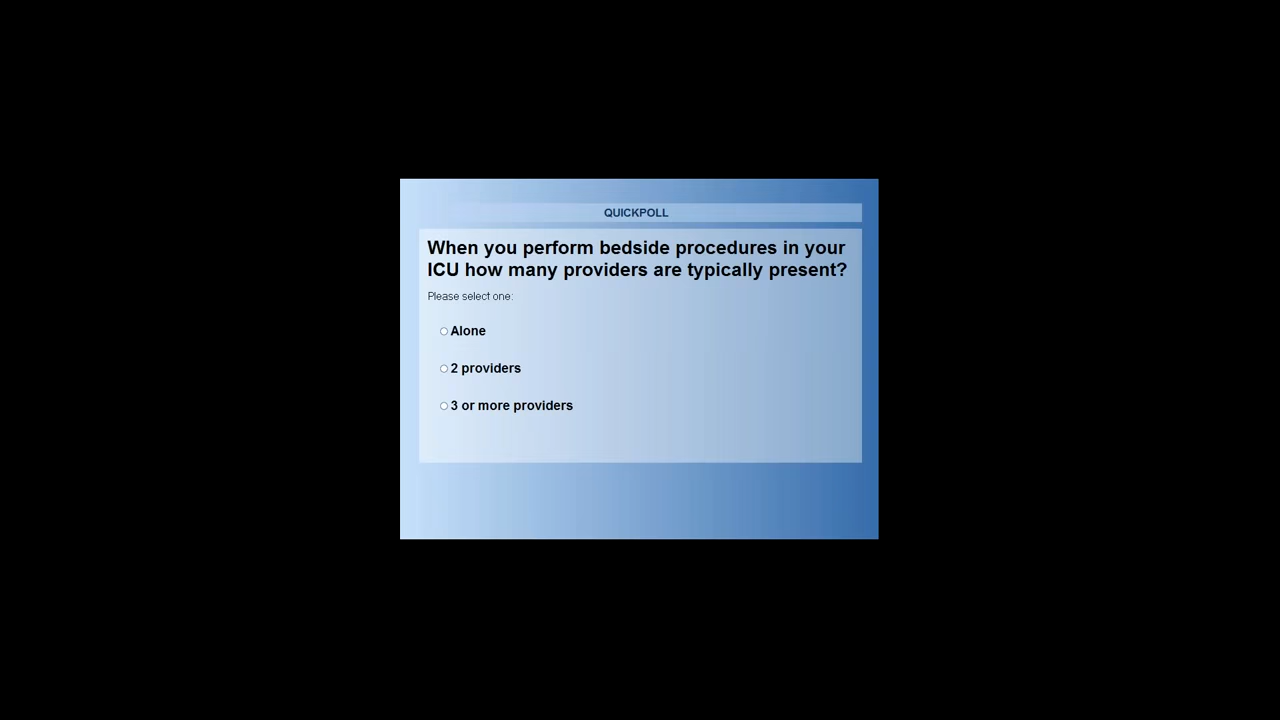 QUICKPOLL
When you perform bedside procedures in your
ICU how many providers are typically present?
Please select one:
Alone
2 providers
3 or more providers